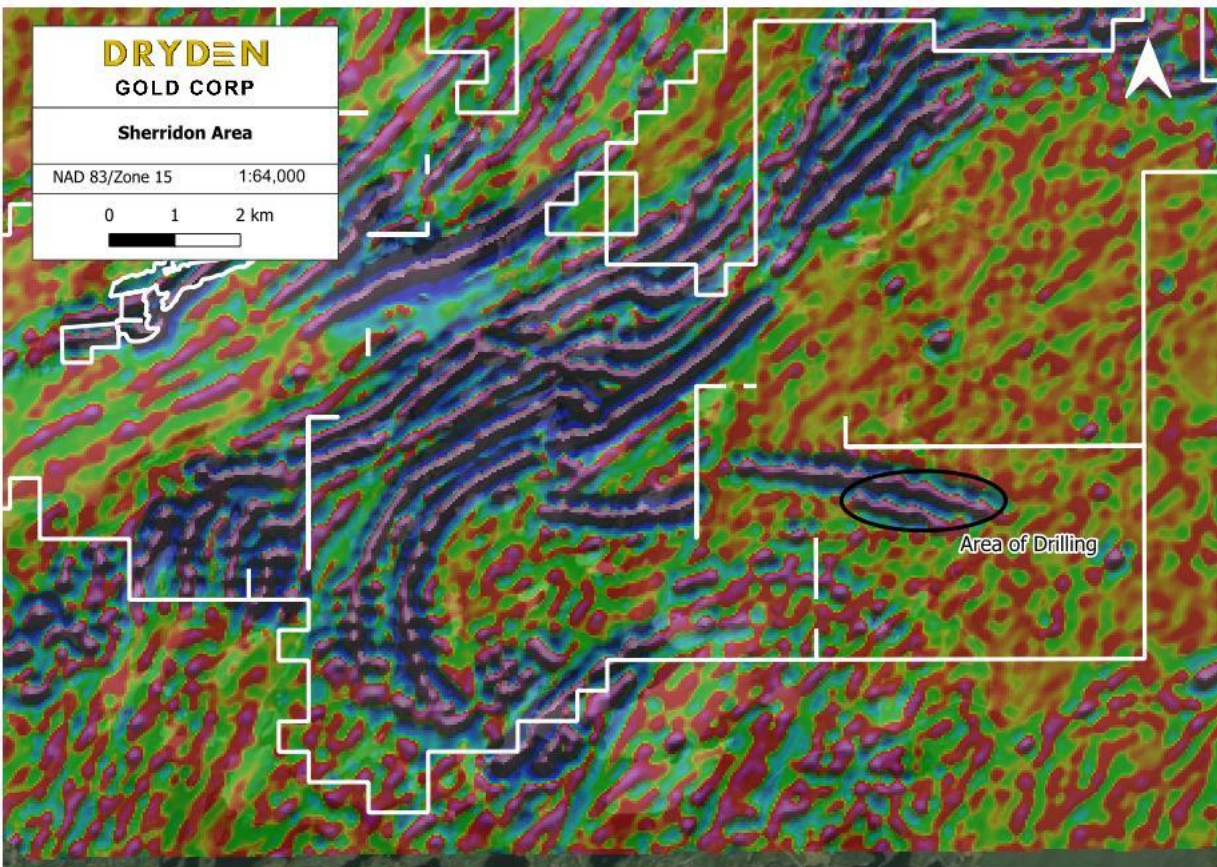 DRYDEN
GOLD CORP
Sherridon Area
NAD 83/Zone 15 1:64,000
0 1 2 km
Area of Drilling